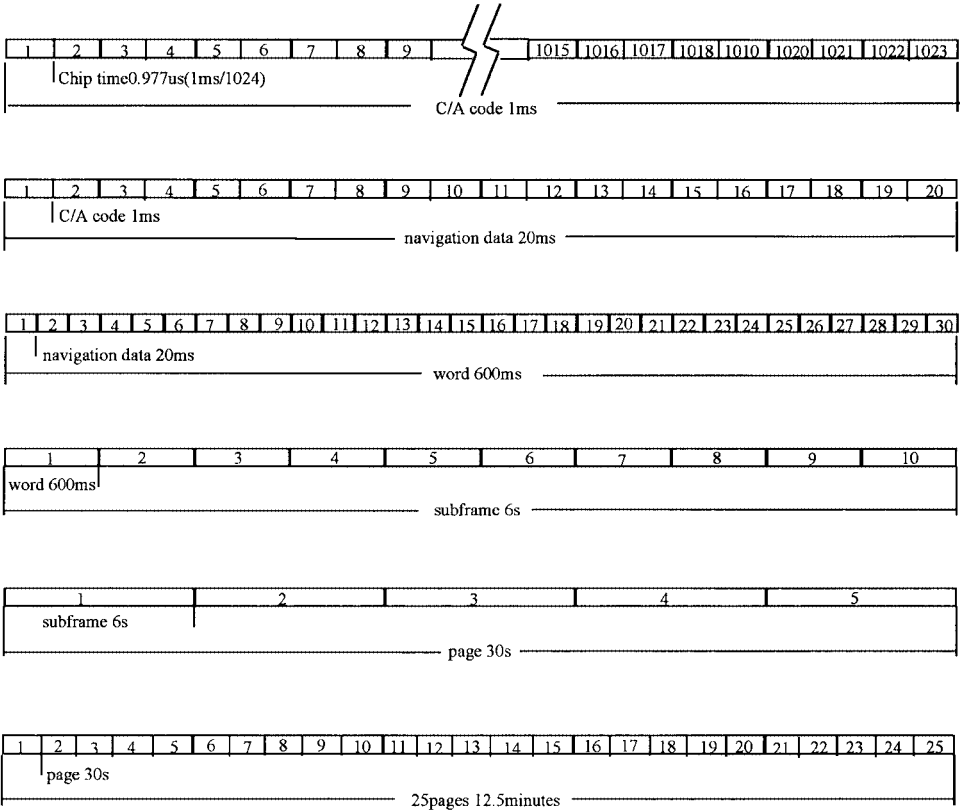 1 2 3 4 5 6 7 8 9 1015 1016 1017 1018 1010 1020 1021 1022 1023
Chip time0.977us(1ms/1024)
C/A code 1ms
1 2 3 4 5 6 7 8 9 10 11 12 13 14 15 16 17 18 19 20
C/A code 1ms
navigation data 20ms
1 2 3 4 5 6 7 8 9 10 11 12 13 14 15 16 17 18 19 20 21 22 23 24 25 26 27 28 29 30
navigation data 20ms
word 600ms
1 2 3 4 5 6 7 8 9 10
word 600ms
subframe 6s
1 2 3 4 5
subframe 6s
page 30s
1 2 3 4 5 6 7 8 9 10 11 12 13 14 15 16 17 18 19 20 21 22 23 24 25
page 30s
25pages 12.5minutes